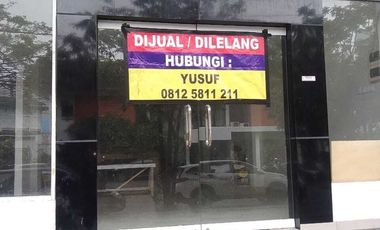 DIJUAL / DILELANG
HUBUNGI :
YUSUF
0812 5811 211